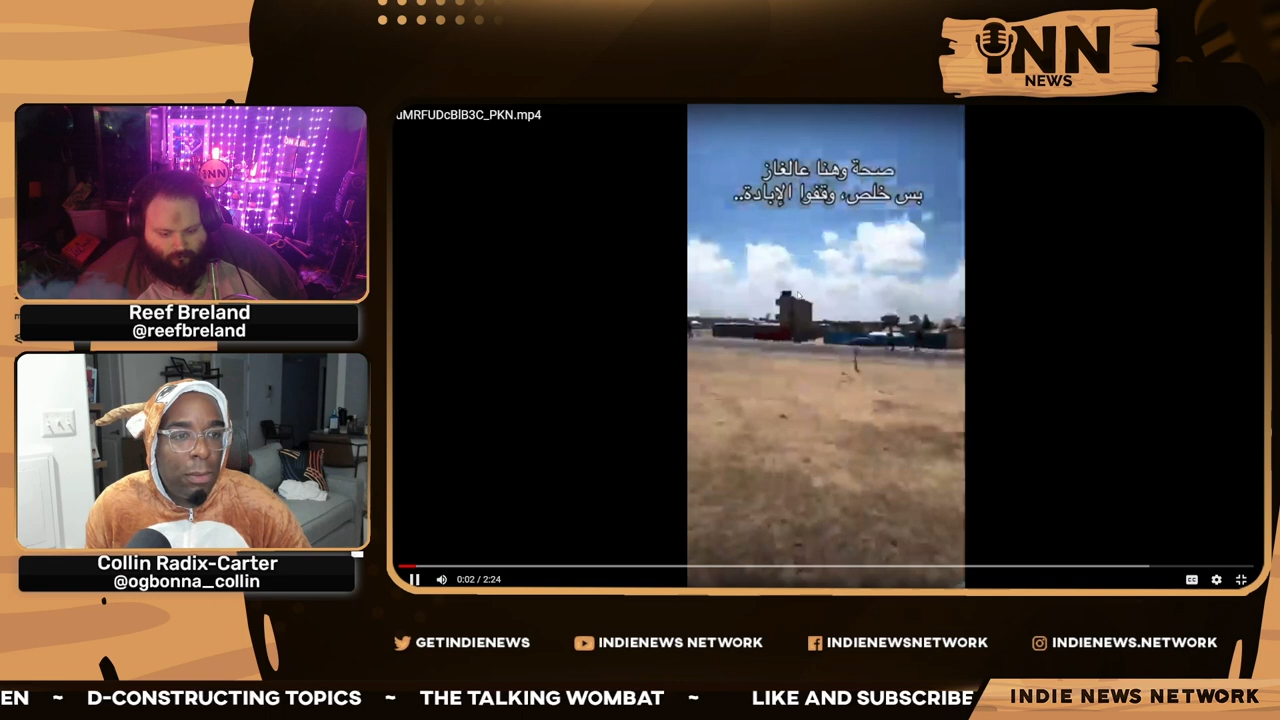 INN
NEWS
uMRFUDcBlB3C_PKN.mp4
صحة وهنا عالغاز
بس خلص، وقفوا الإبادة..
INN
Reef Breland
@reefbreland
Collin Radix-Carter
@ogbonna_collin
0:02 / 2:24
CC
GETINDIENEWS
INDIENEWS NETWORK
INDIENEWSNETWORK
INDIENEWS.NETWORK
EN ~ D-CONSTRUCTING TOPICS ~ THE TALKING WOMBAT ~ LIKE AND SUBSCRIBE
INDIE NEWS NETWORK